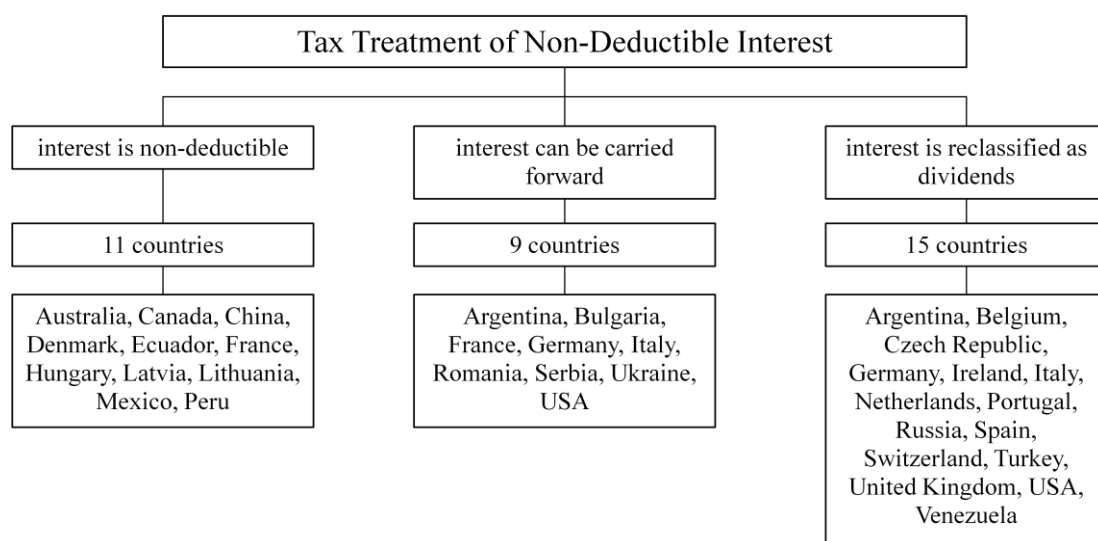 Tax Treatment of Non-Deductible Interest
interest is non-deductible
11 countries
Australia, Canada, China,
Denmark, Ecuador, France,
Hungary, Latvia, Lithuania,
Mexico, Peru
interest can be carried
forward
9 countries
Argentina, Bulgaria,
France, Germany, Italy,
Romania, Serbia, Ukraine,
USA
interest is reclassified as
dividends
15 countries
Argentina, Belgium,
Czech Republic,
Germany, Ireland, Italy,
Netherlands, Portugal,
Russia, Spain,
Switzerland, Turkey,
United Kingdom, USA,
Venezuela